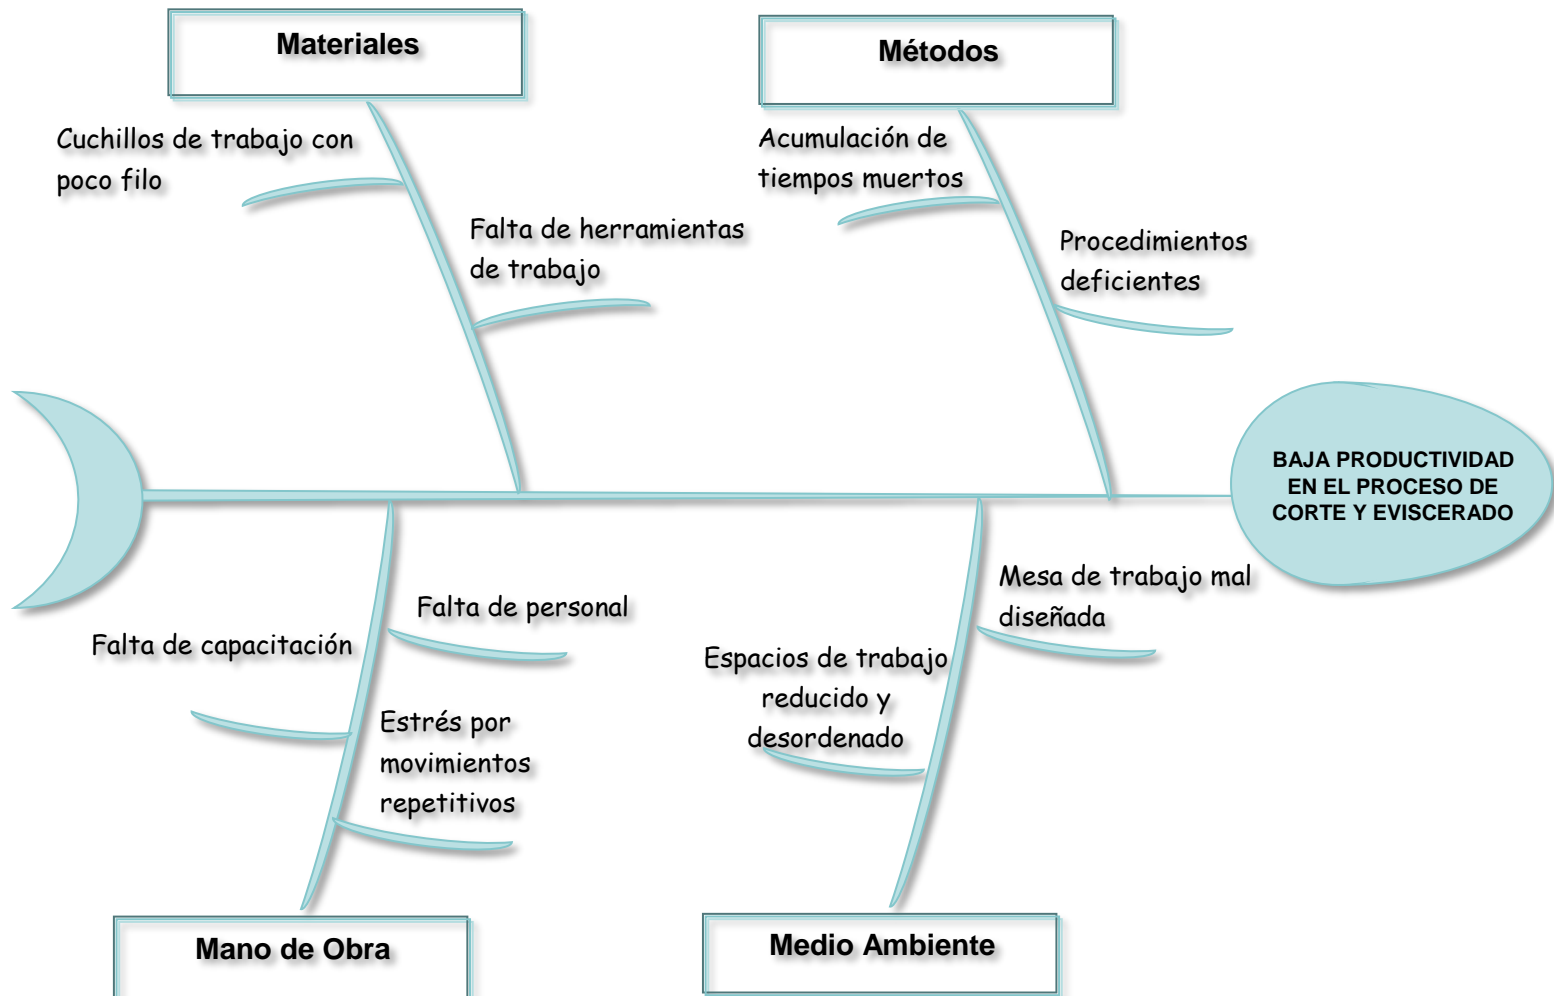 Materiales
Métodos
Cuchillos de trabajo con
poco filo
Acumulación de
tiempos muertos
Falta de herramientas
de trabajo
Procedimientos
deficientes
BAJA PRODUCTIVIDAD
EN EL PROCESO DE
CORTE Y EVISCERADO
Falta de capacitación
Falta de personal
Estrés por
movimientos
repetitivos
Espacios de trabajo
reducido y
desordenado
Mesa de trabajo mal
diseñada
Mano de Obra
Medio Ambiente